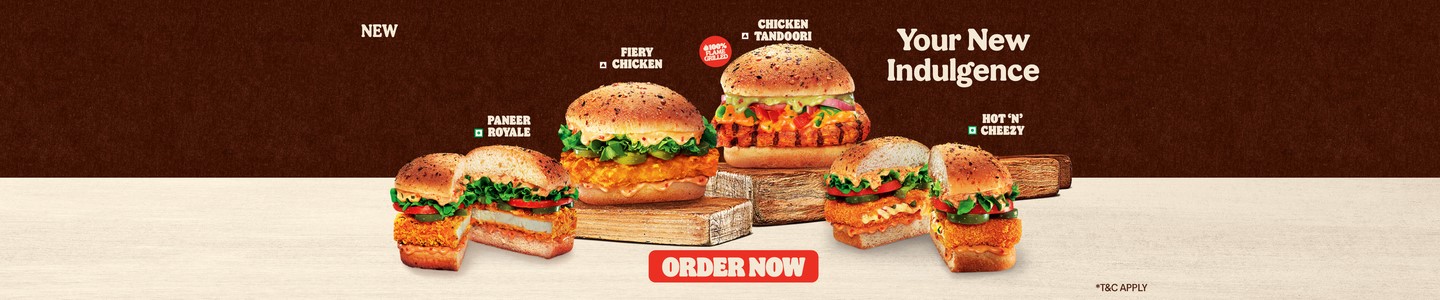 NEW
CHICKEN
TANDOORI
100%
FLAME
GRILLED
FIERY
CHICKEN
Your New
Indulgence
PANEER
ROYALE
HOT 'N'
CHEEZY
ORDER NOW
*T&C APPLY